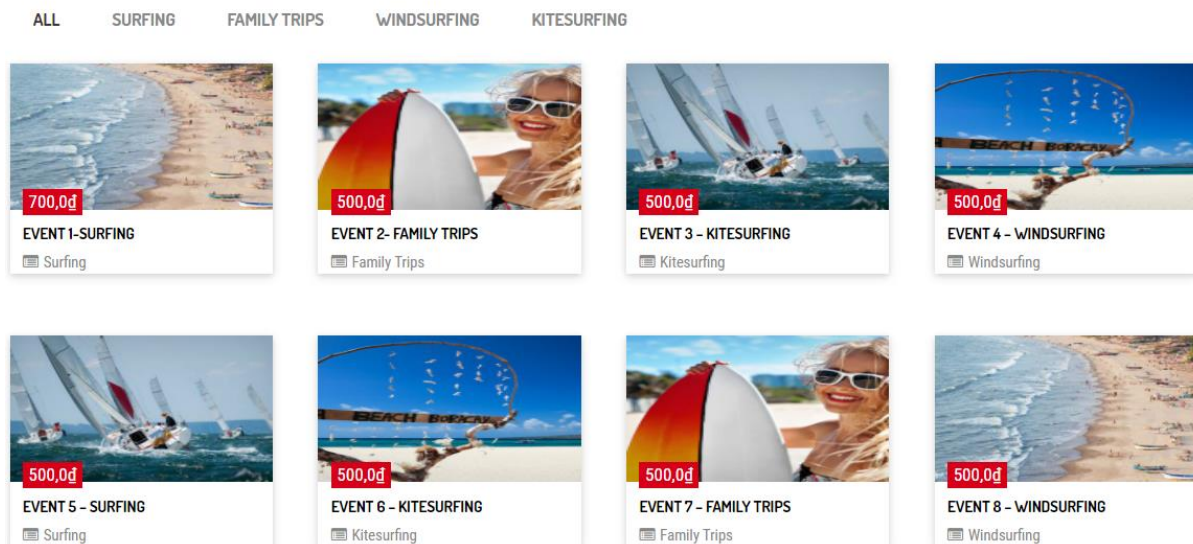 ALL SURFING FAMILY TRIPS WINDSURFING KITESURFING
BEACH BORACAY
700,0₫ 500,0₫ 500,0₫ 500,0₫
EVENT 1-SURFING EVENT 2- FAMILY TRIPS EVENT 3 – KITESURFING EVENT 4 – WINDSURFING
Surfing Family Trips Kitesurfing Windsurfing
BEACH BORACAY
500,0₫ 500,0₫ 500,0₫ 500,0₫
EVENT 5 – SURFING EVENT 6 – KITESURFING EVENT 7 – FAMILY TRIPS EVENT 8 – WINDSURFING
Surfing Kitesurfing Family Trips Windsurfing